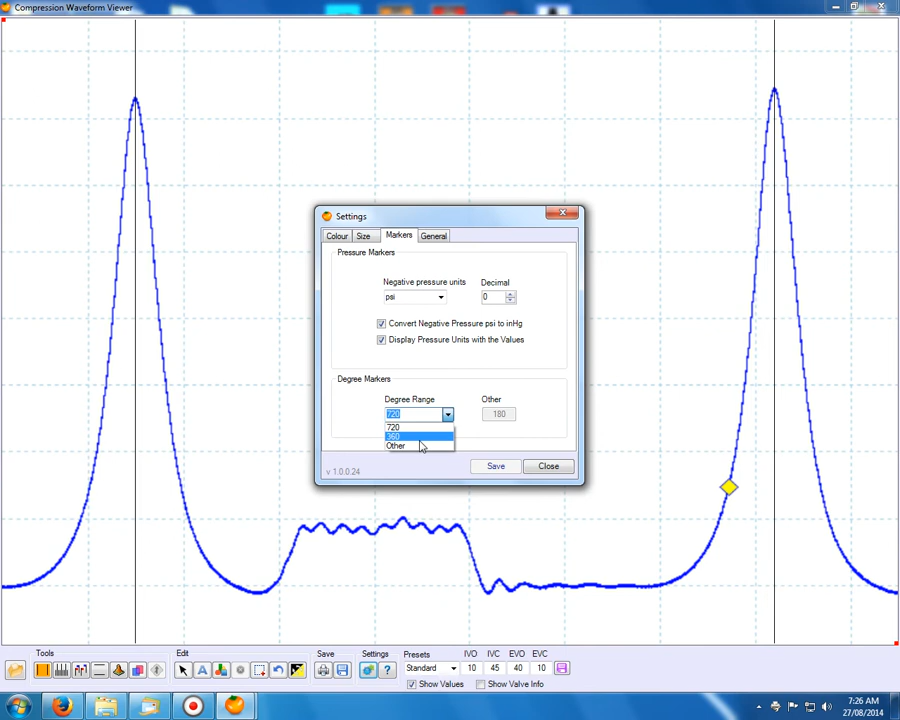 Compression Waveform Viewer
Settings
Colour Size Markers General
Pressure Markers
Negative pressure units Decimal
psi 0
Convert Negative Pressure psi to inHg
Display Pressure Units with the Values
Degree Markers
Degree Range Other
720 180
720
360
Other
v 1.0.0.24 Save Close
Tools Edit Save Settings Presets IVO IVC EVO EVC
A ? Standard 10 45 40 10
Show Values Show Valve Info
7:26 AM
27/08/2014